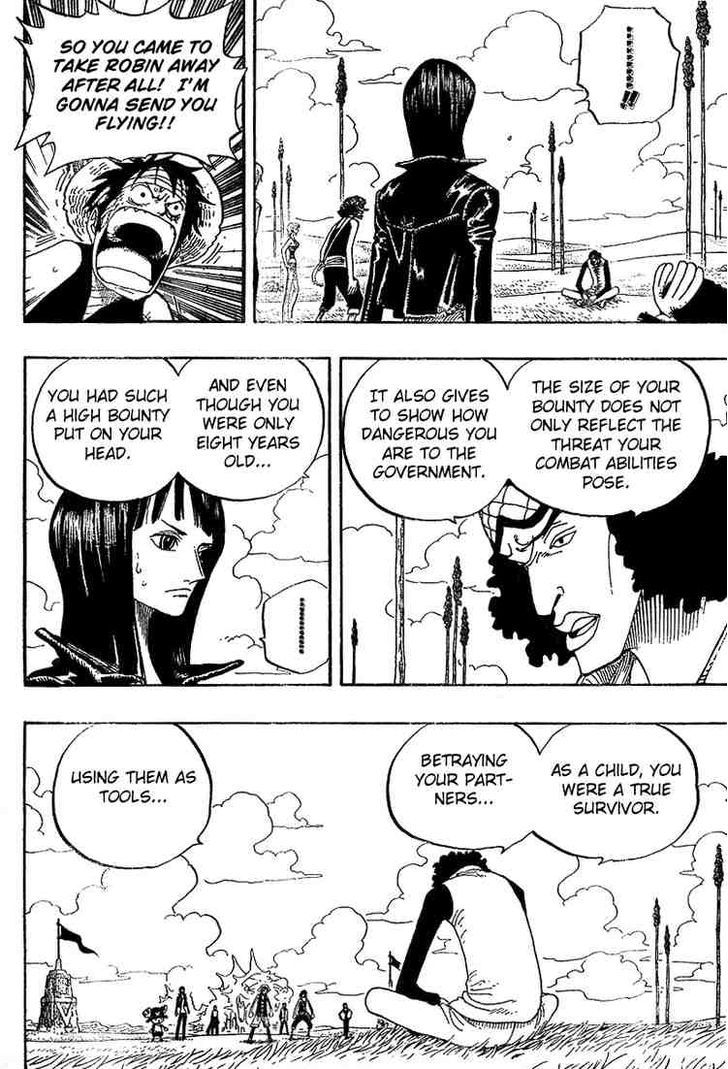 .........!!
SO YOU CAME TO
TAKE ROBIN AWAY
AFTER ALL! I'M
GONNA SEND YOU
FLYING!!
THE SIZE OF YOUR
BOUNTY DOES NOT
ONLY REFLECT THE
THREAT YOUR
COMBAT ABILITIES
POSE.
IT ALSO GIVES
TO SHOW HOW
DANGEROUS YOU
ARE TO THE
GOVERNMENT.
AND EVEN
THOUGH YOU
WERE ONLY
EIGHT YEARS
OLD...
YOU HAD SUCH
A HIGH BOUNTY
PUT ON YOUR
HEAD.
.........
AS A CHILD, YOU
WERE A TRUE
SURVIVOR.
BETRAYING
YOUR PART-
NERS...
USING THEM AS
TOOLS...